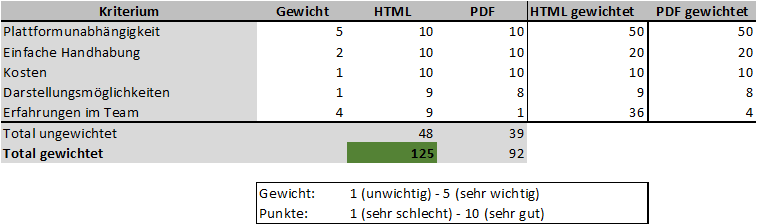 Kriterium Gewicht HTML PDF HTML gewichtet PDF gewichtet
Plattformunabhängigkeit 5 10 10 50 50
Einfache Handhabung 2 10 10 20 20
Kosten 1 10 10 10 10
Darstellungsmöglichkeiten 1 9 8 9 8
Erfahrungen im Team 4 9 1 36 4
Total ungewichtet 48 39
Total gewichtet 125 92
Gewicht: 1 (unwichtig) - 5 (sehr wichtig)
Punkte: 1 (sehr schlecht) - 10 (sehr gut)